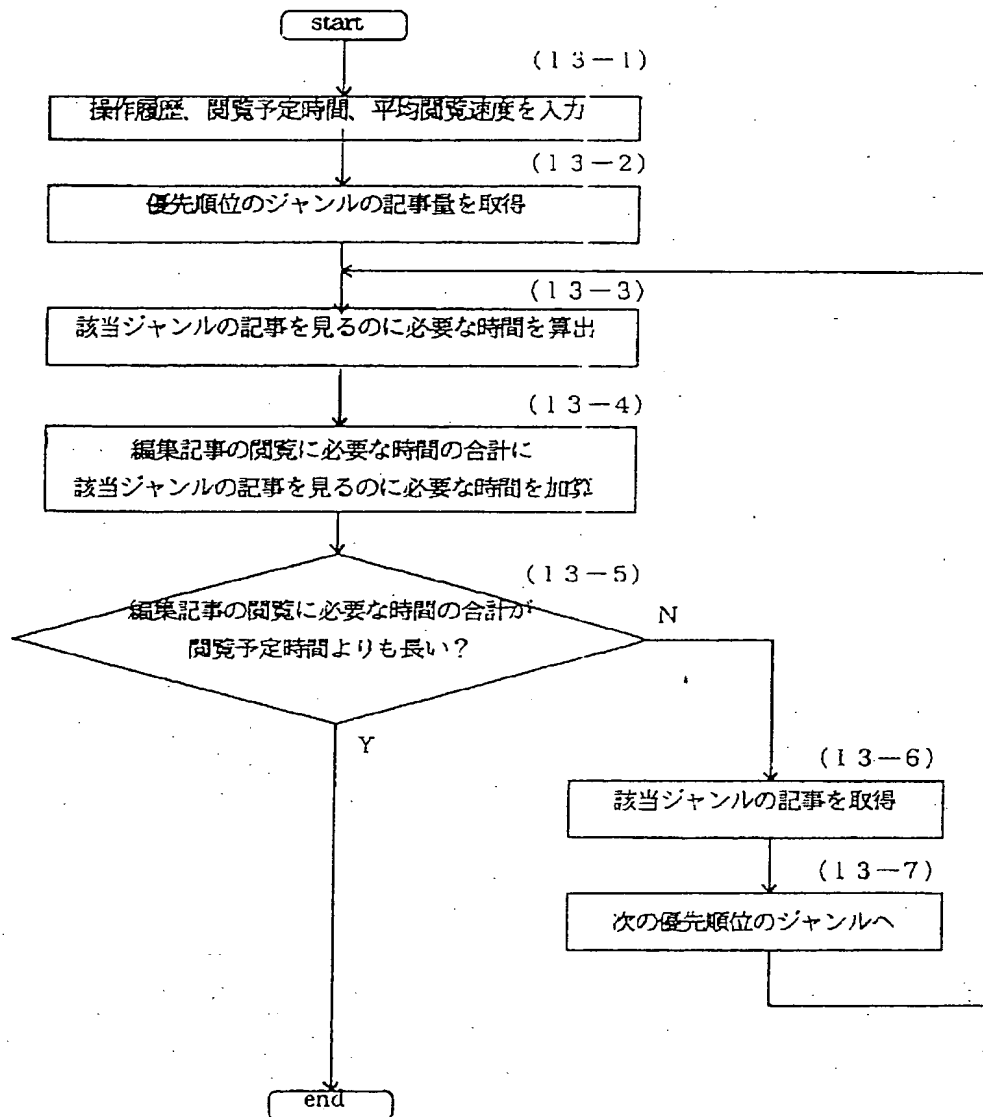 start
(13-1)
操作履歴、閲覧予定時間、平均閲覧速度を入力
(13-2)
優先順位のジャンルの記事量を取得
(13-3)
該当ジャンルの記事を見るのに必要な時間を算出
(13-4)
編集記事の閲覧に必要な時間の合計に
該当ジャンルの記事を見るのに必要な時間を加算
(13-5)
編集記事の閲覧に必要な時間の合計が
閲覧予定時間よりも長い?
N
Y
(13-6)
該当ジャンルの記事を取得
(13-7)
次の優先順位のジャンルへ
end